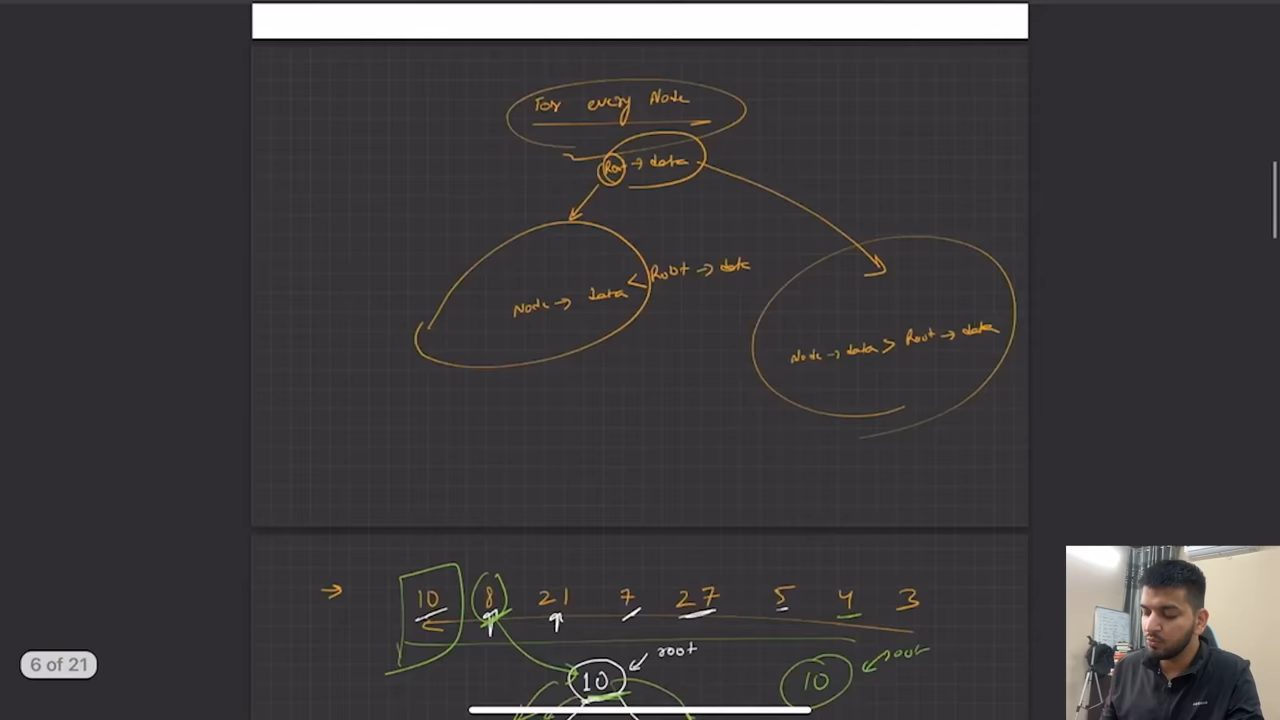 For every Node
Root → data
Node → data < Root → data
Node → data > Root → data
→ 10 8 21 7 27 5 4 3
10 ← root
10 ← root
6 of 21